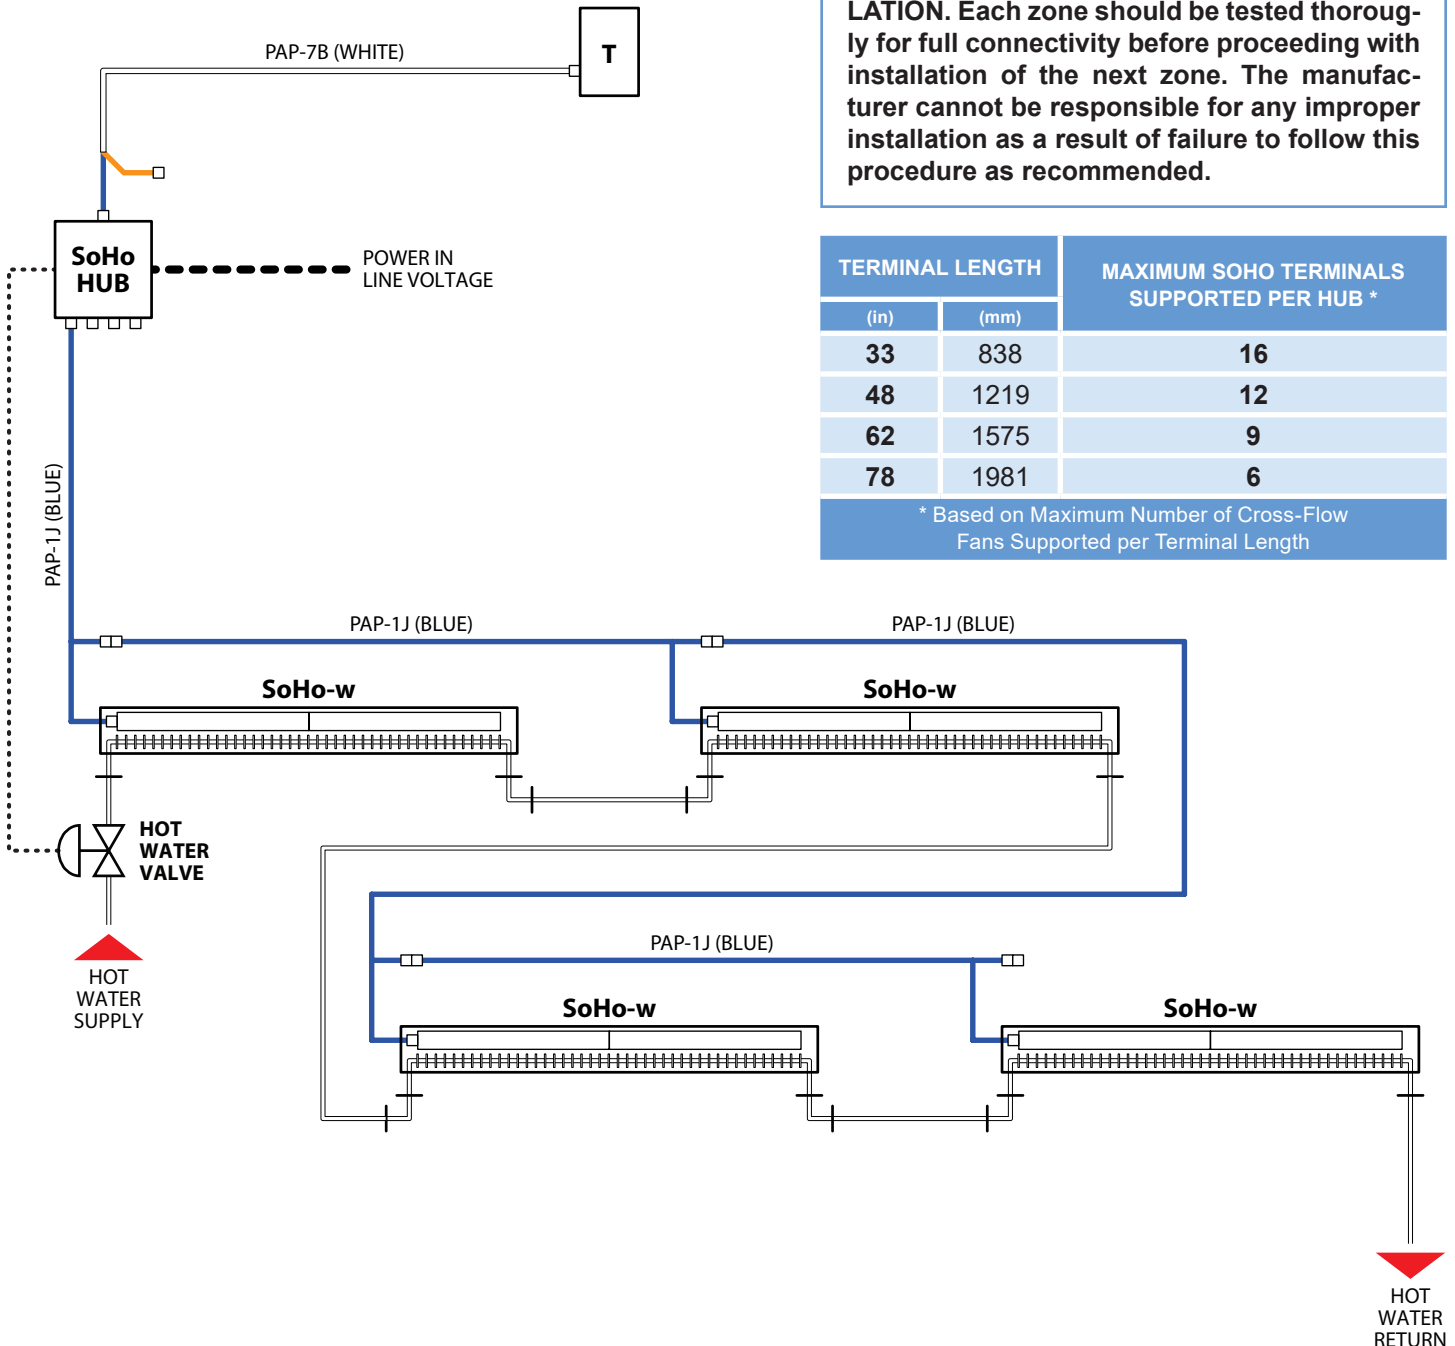 LATION. Each zone should be tested thoroug-
ly for full connectivity before proceeding with
installation of the next zone. The manufac-
turer cannot be responsible for any improper
installation as a result of failure to follow this
procedure as recommended.
PAP-7B (WHITE)
T
SoHo
HUB
POWER IN
LINE VOLTAGE
TERMINAL LENGTH
MAXIMUM SOHO TERMINALS
SUPPORTED PER HUB *
(in) (mm)
33 838 16
48 1219 12
62 1575 9
78 1981 6
* Based on Maximum Number of Cross-Flow
Fans Supported per Terminal Length
PAP-1J (BLUE)
PAP-1J (BLUE)
PAP-1J (BLUE)
SoHo-w
SoHo-w
HOT
WATER
VALVE
HOT
WATER
SUPPLY
PAP-1J (BLUE)
SoHo-w
SoHo-w
HOT
WATER
RETURN